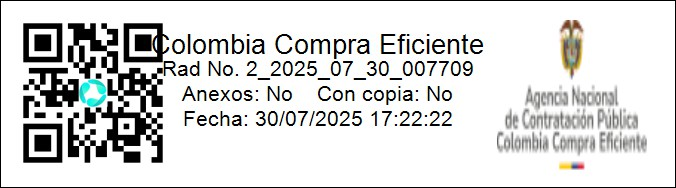 Colombia Compra Eficiente
Rad No. 2_2025_07_30_007709
Anexos: No    Con copia: No
Fecha: 30/07/2025 17:22:22
Agencia Nacional
de Contratación Pública
Colombia Compra Eficiente